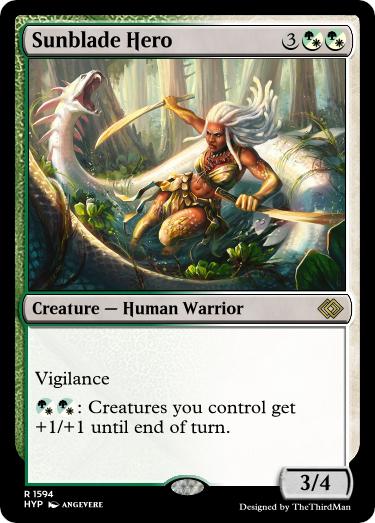 Sunblade Hero 3
Creature — Human Warrior
Vigilance
: Creatures you control get
+1/+1 until end of turn.
3/4
R 1594
HYP ANGEVERE
Designed by TheThirdMan